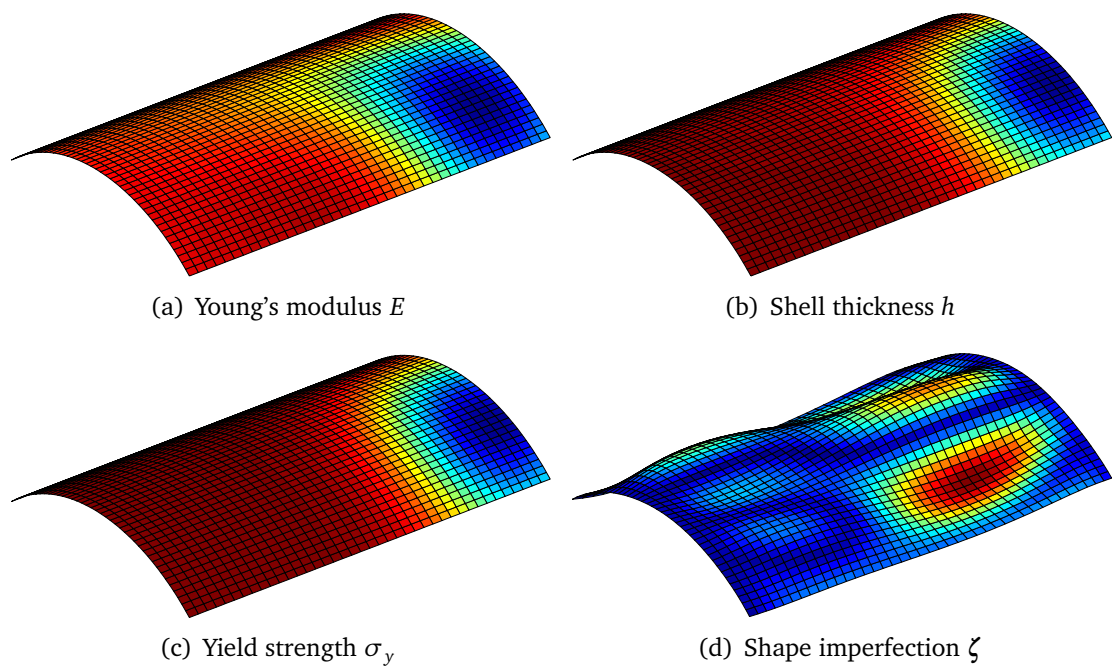 (a) Young's modulus E
(b) Shell thickness h
(c) Yield strength σ_y
(d) Shape imperfection ζ